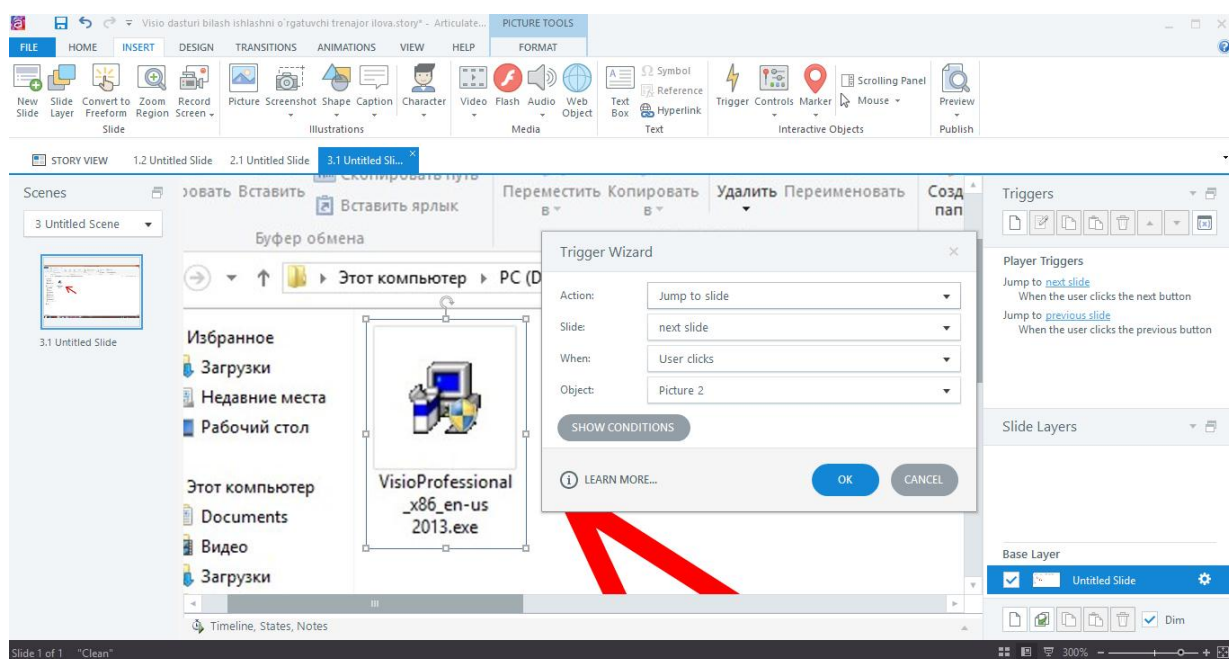 Visio dasturi bilash ishlashni o`rgatuvchi trenajor ilova.story* - Articulate...
PICTURE TOOLS
FILE HOME INSERT DESIGN TRANSITIONS ANIMATIONS VIEW HELP FORMAT
New Slide
Slide Layer
Convert to Freeform
Zoom Region
Record Screen
Picture
Screenshot
Shape
Caption
Character
Video
Flash
Audio
Web Object
Text Box
Symbol
Reference
Hyperlink
Trigger
Controls
Marker
Scrolling Panel
Mouse
Preview
Slide
Illustrations
Media
Text
Interactive Objects
Publish
STORY VIEW 1.2 Untitled Slide 2.1 Untitled Slide 3.1 Untitled Sli...
Scenes
3 Untitled Scene
3.1 Untitled Slide
Вставить
Скопировать путь
Вставить ярлык
Буфер обмена
Переместить в
Копировать в
Удалить
Переименовать
Созд
пап
Этот компьютер PC (D
Избранное
Загрузки
Недавние места
Рабочий стол
Этот компьютер
Documents
Видео
Загрузки
VisioProfessional
_x86_en-us
2013.exe
Trigger Wizard
Action: Jump to slide
Slide: next slide
When: User clicks
Object: Picture 2
SHOW CONDITIONS
LEARN MORE...
OK CANCEL
Timeline, States, Notes
Triggers
Player Triggers
Jump to next slide
When the user clicks the next button
Jump to previous slide
When the user clicks the previous button
Slide Layers
Base Layer
Untitled Slide
Dim
Slide 1 of 1 "Clean"
300%